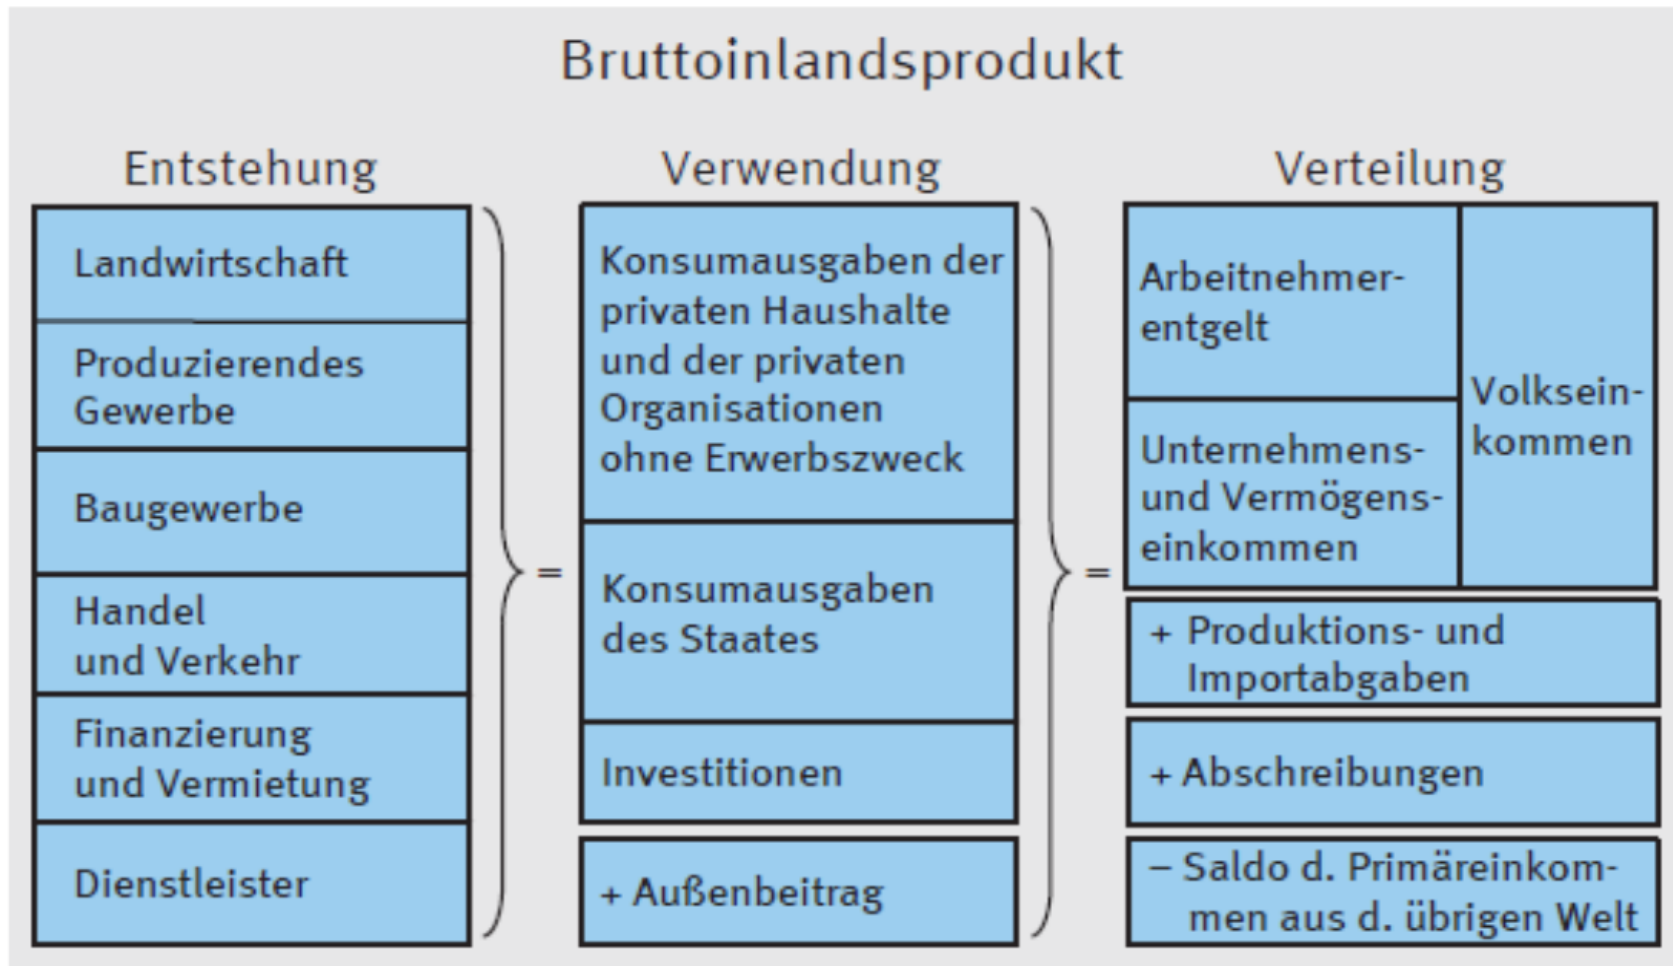 Bruttoinlandsprodukt
Entstehung
Landwirtschaft
Produzierendes
Gewerbe
Baugewerbe
Handel
und Verkehr
Finanzierung
und Vermietung
Dienstleister
=
Verwendung
Konsumausgaben der
privaten Haushalte
und der privaten
Organisationen
ohne Erwerbszweck
Konsumausgaben
des Staates
Investitionen
+ Außenbeitrag
=
Verteilung
Arbeitnehmer-
entgelt
Unternehmens-
und Vermögens-
einkommen
Volksein-
kommen
+ Produktions- und
Importabgaben
+ Abschreibungen
– Saldo d. Primäreinkom-
men aus d. übrigen Welt